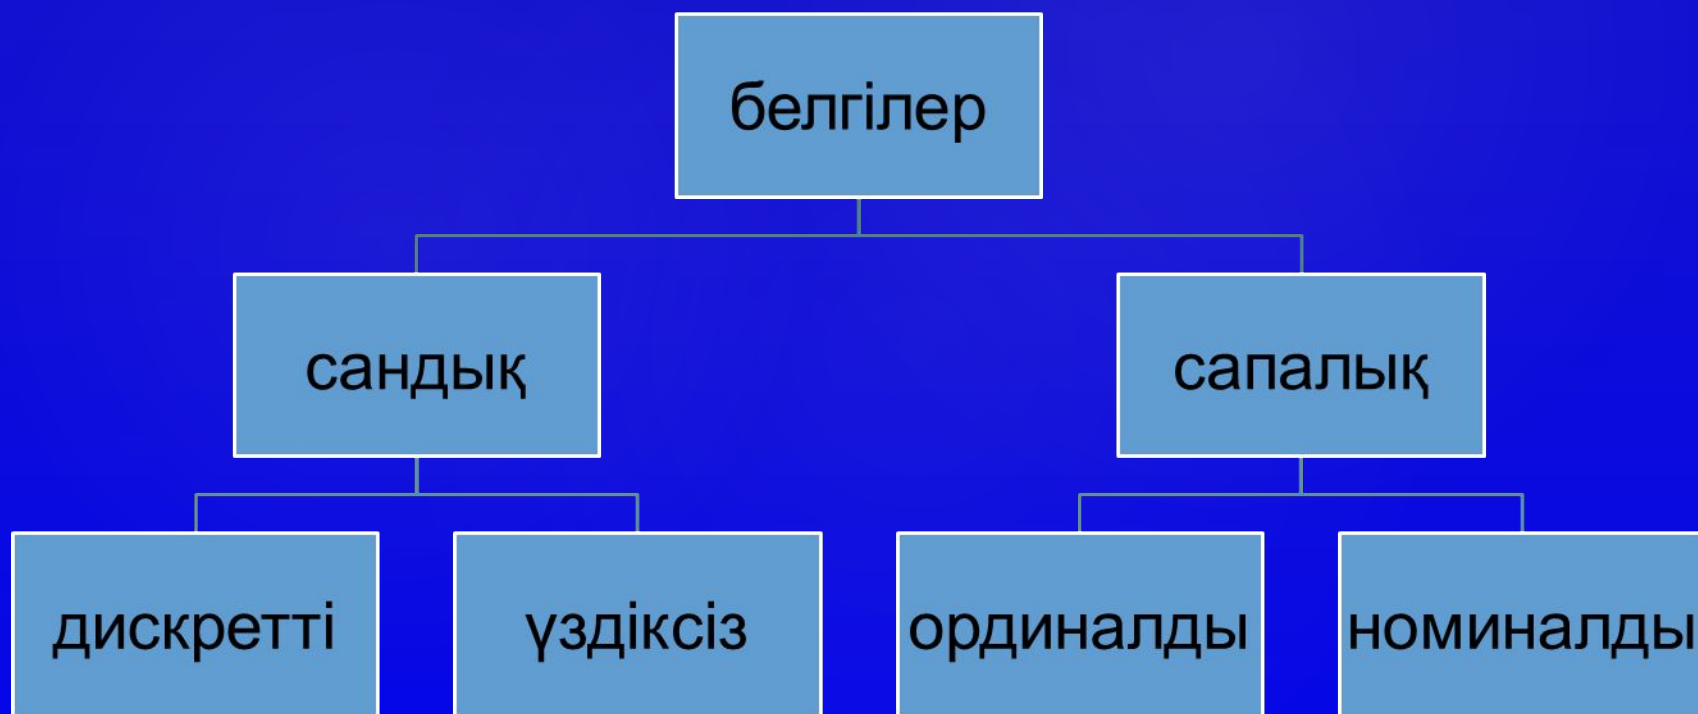 белгілер
сандық
сапалық
дискретті
үздіксіз
ординалды
номиналды